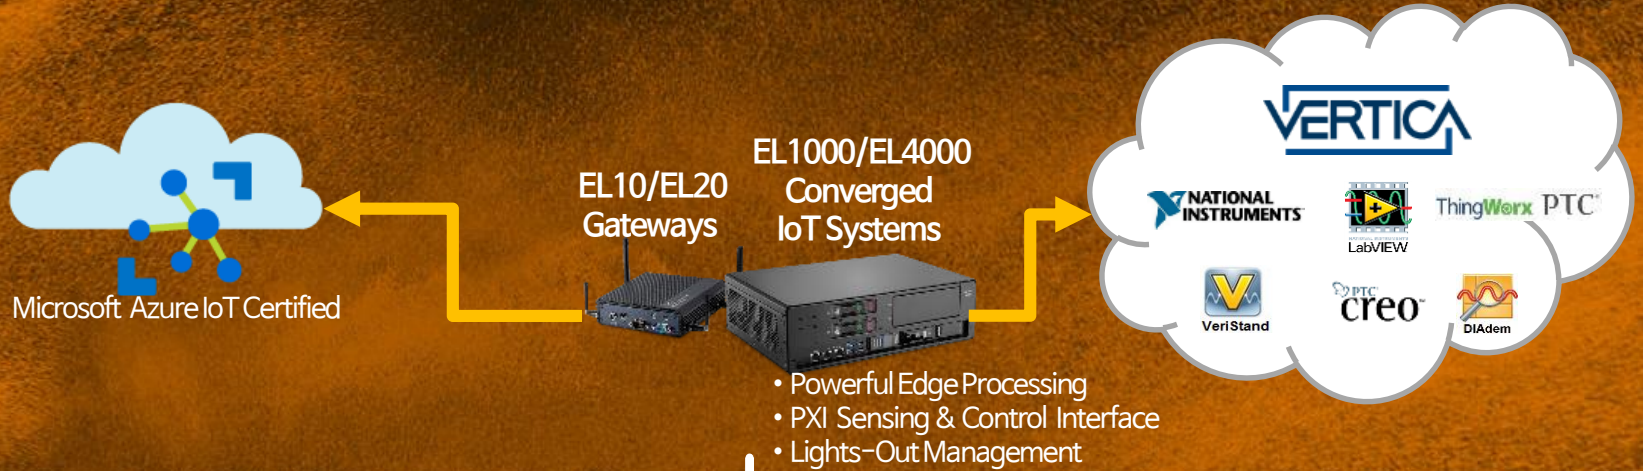 Microsoft Azure IoT Certified
EL10/EL20
Gateways
EL1000/EL4000
Converged
IoT Systems
• Powerful Edge Processing
• PXI Sensing & Control Interface
• Lights-Out Management
VERTICA
NATIONAL
INSTRUMENTS
LabVIEW
ThingWorx PTC
VeriStand
PTC
creo
DIAdem